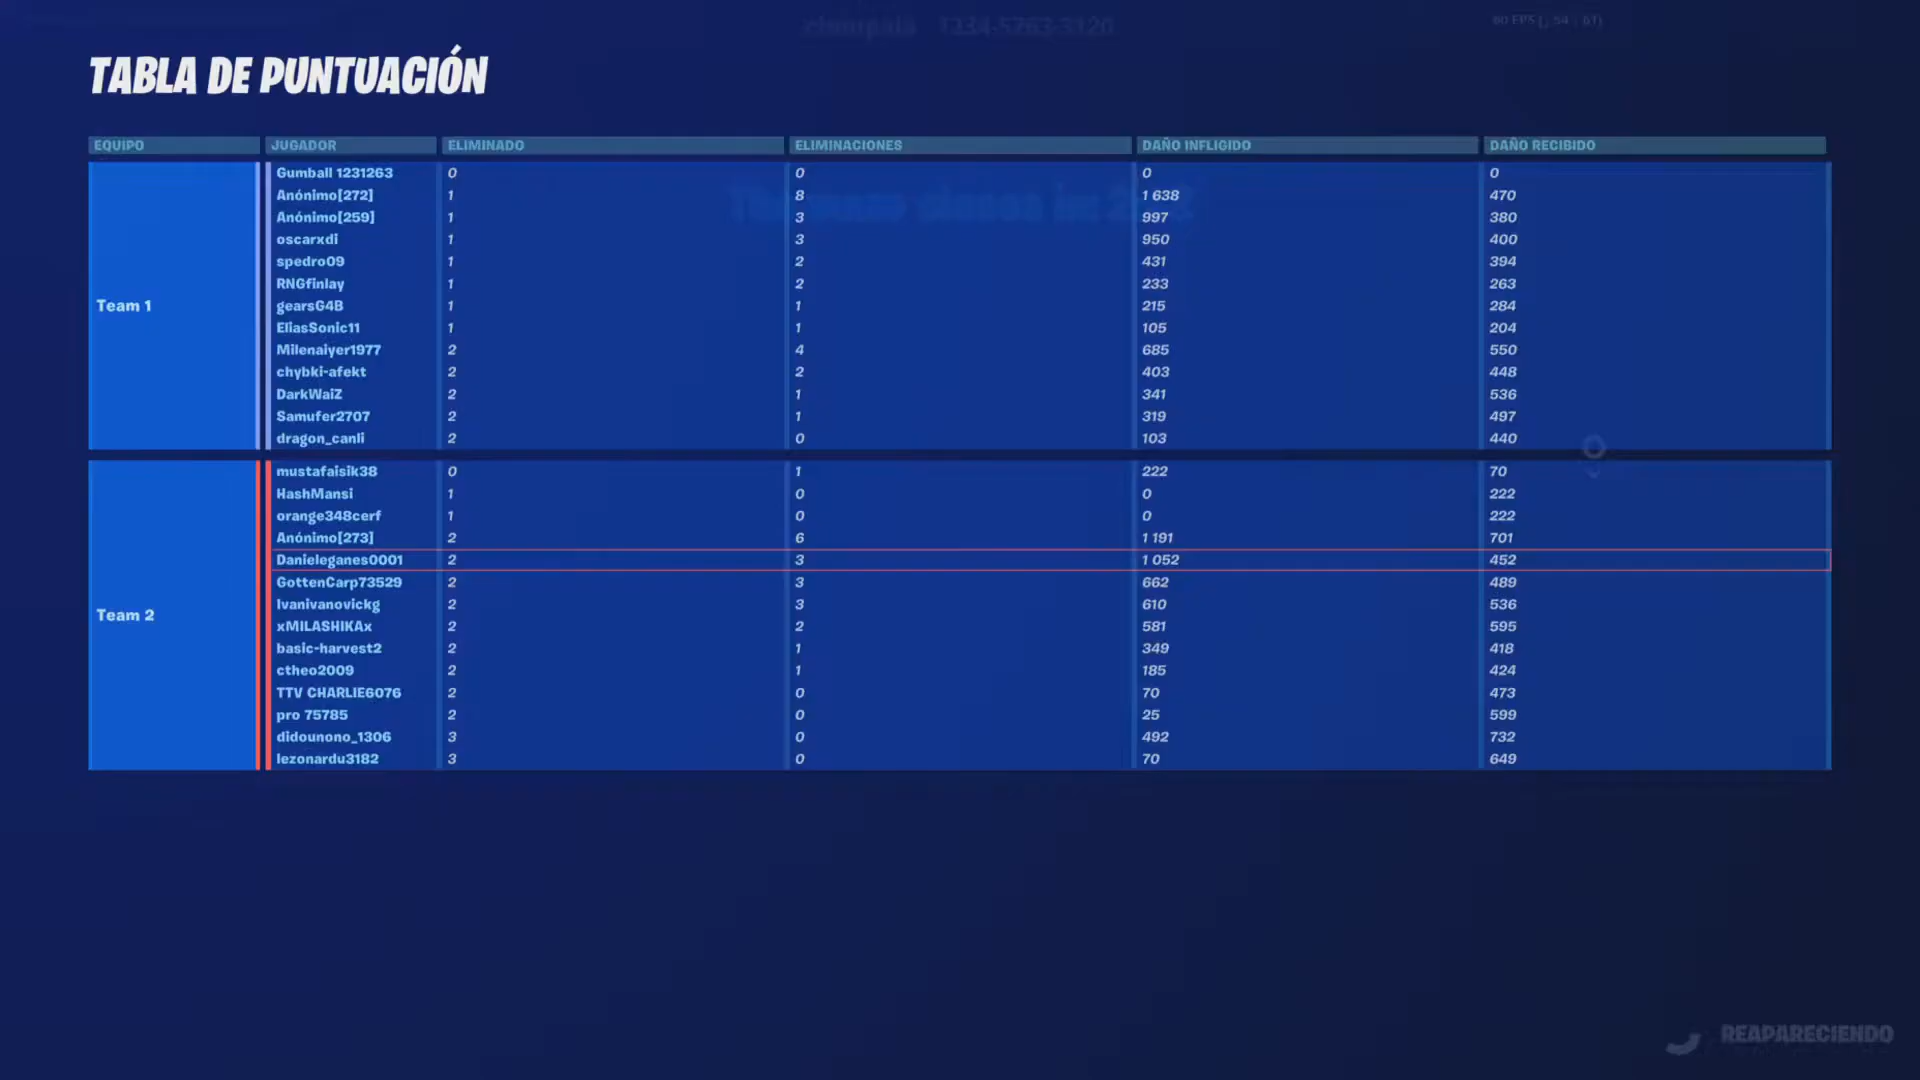 TABLA DE PUNTUACIÓN
EQUIPO JUGADOR ELIMINADO ELIMINACIONES DAÑO INFLIGIDO DAÑO RECIBIDO
Team 1
Gumball 1231263 0 0 0 0
Anónimo[272] 1 8 1 638 470
Anónimo[259] 1 3 997 380
oscarxdi 1 3 950 400
spedro09 1 2 431 394
RNGfinlay 1 2 233 263
gearsG4B 1 1 215 284
EliasSonic11 1 1 105 204
Milenaiyer1977 2 4 685 550
chybki-afekt 2 2 403 448
DarkWaiZ 2 1 341 536
Samufer2707 2 1 319 497
dragon_canli 2 0 103 440
Team 2
mustafaisik38 0 1 222 70
HashMansi 1 0 0 222
orange348cerf 1 0 0 222
Anónimo[273] 2 6 1 191 701
Danieleganes0001 2 3 1 052 452
GottenCarp73529 2 3 662 489
Ivanivanovickg 2 3 610 536
xMILASHIKAx 2 2 581 595
basic-harvest2 2 1 349 418
ctheo2009 2 1 185 424
TTV CHARLIE6076 2 0 70 473
pro 75785 2 0 25 599
didounono_1306 3 0 492 732
lezonardu3182 3 0 70 649
REAPARECIENDO